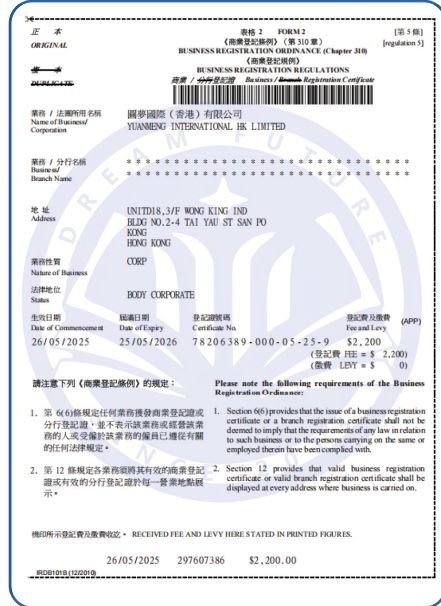 正 本
ORIGINAL
表格 2 FORM 2
[第 5 條]
《商業登記條例》（第 310 章）
[regulation 5]
BUSINESS REGISTRATION ORDINANCE (Chapter 310)
《商業登記規例》
BUSINESS REGISTRATION REGULATIONS
複 本
DUPLICATE
商業 / 分行登記證 Business / Branch Registration Certificate
業務 / 法團所用名稱
Name of Business/
Corporation
圓夢國際（香港）有限公司
YUANMENG INTERNATIONAL HK LIMITED
業務 / 分行名稱
Business/
Branch Name
* * * * * * * * * * * * * * * * * * * * * * * * * * *
* * * * * * * * * * * * * * * * * * * * * * * * * * *
地 址
Address
UNITD18,3/F WONG KING IND
BLDG NO.2-4 TAI YAU ST SAN PO
KONG
HONG KONG
業務性質
Nature of Business
CORP
法律地位
Status
BODY CORPORATE
生效日期
Date of Commencement
屆滿日期
Date of Expiry
登記證號碼
Certificate No.
登記費及徵費
Fee and Levy
(APP)
26/05/2025
25/05/2026
78206389-000-05-25-9
$2,200
(登記費 FEE = $ 2,200)
(徵費 LEVY = $ 0)
請注意下列《商業登記條例》的規定：
Please note the following requirements of the Business
Registration Ordinance:
1. 第 6(6)條規定任何業務獲發商業登記證或
分行登記證，並不表示該業務或經營該業
務的人或受僱於該業務的僱員已遵從有關
的任何法律規定。
1. Section 6(6) provides that the issue of a business registration
certificate or a branch registration certificate shall not be
deemed to imply that the requirements of any law in relation
to such business or to the persons carrying on the same or
employed therein have been complied with.
2. 第 12 條規定各業務須將其有效的商業登記
證或有效的分行登記證於每一營業地點展
示。
2. Section 12 provides that valid business registration
certificate or valid branch registration certificate shall be
displayed at every address where business is carried on.
機印所示登記費及徵費收訖。 RECEIVED FEE AND LEVY HERE STATED IN PRINTED FIGURES.
26/05/2025 297607386 $2,200.00
IRDB101B (12/2010)
DREAM FUTURE